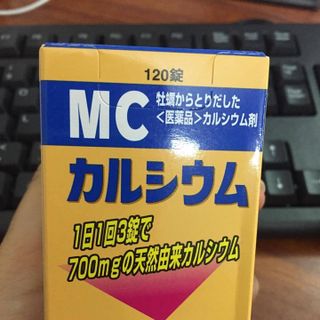 120錠
MC
牡蠣からとりだした
<医薬品>カルシウム剤
カルシウム
1日1回3錠で
700mgの天然由来カルシウム